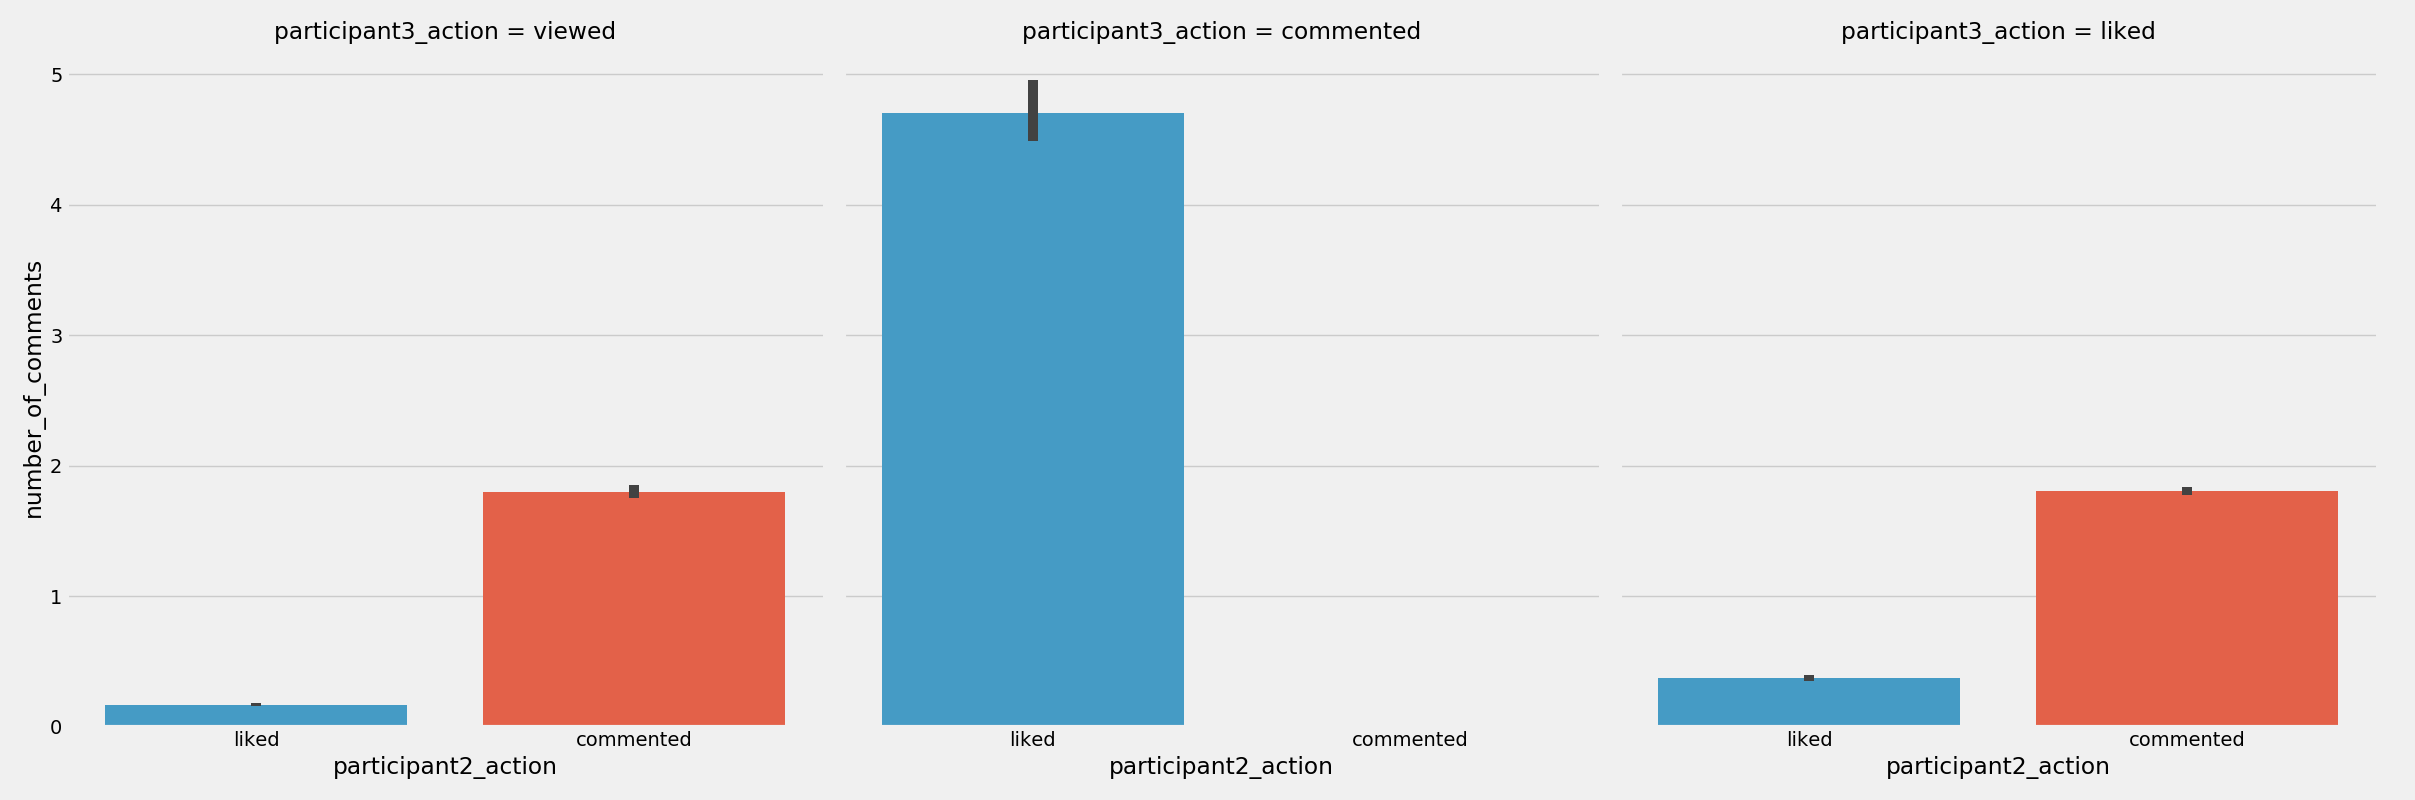 participant3_action = viewed
participant3_action = commented
participant3_action = liked
number_of_comments
5
4
3
2
1
0
liked
commented
liked
commented
liked
commented
participant2_action
participant2_action
participant2_action